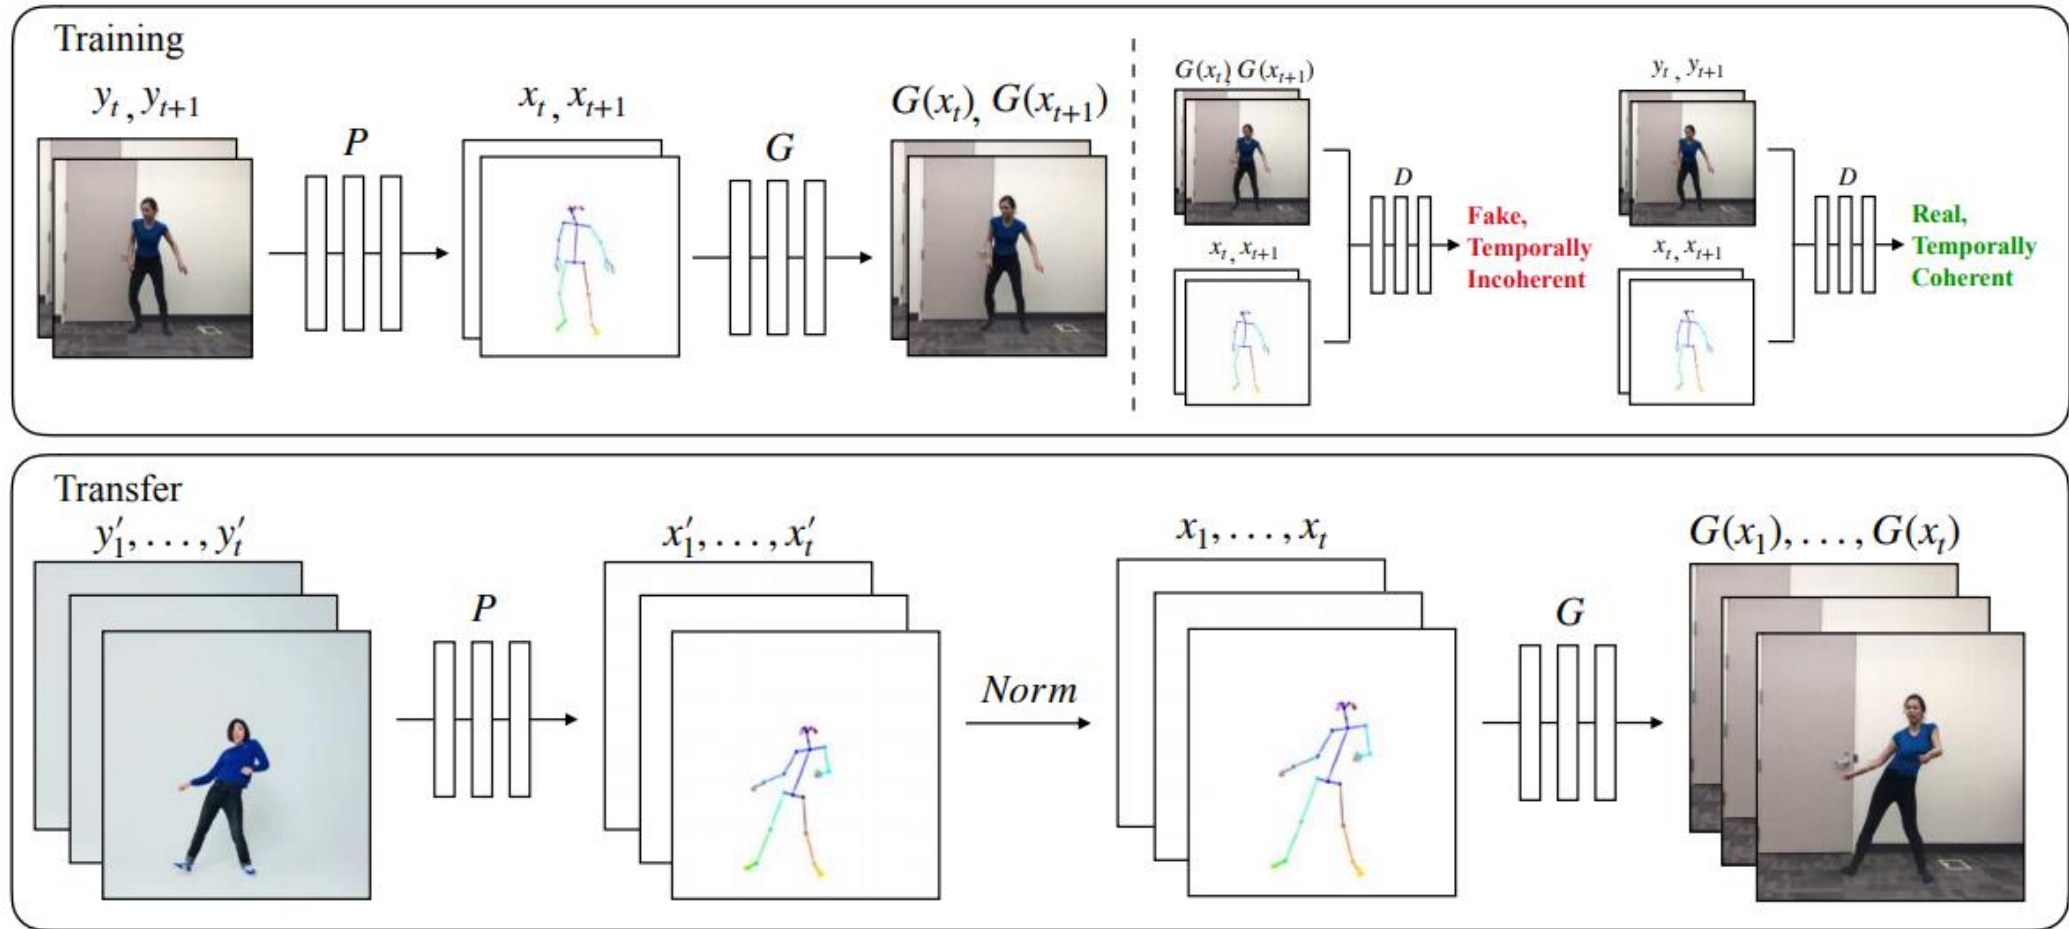 Training
y_t, y_{t+1}
P
x_t, x_{t+1}
G
G(x_t), G(x_{t+1})
G(x_t), G(x_{t+1})
x_t, x_{t+1}
D
Fake,
Temporally
Incoherent
y_t, y_{t+1}
x_t, x_{t+1}
D
Real,
Temporally
Coherent
Transfer
y′_1, . . . , y′_t
P
x′_1, . . . , x′_t
Norm
x_1, . . . , x_t
G
G(x_1), . . . , G(x_t)